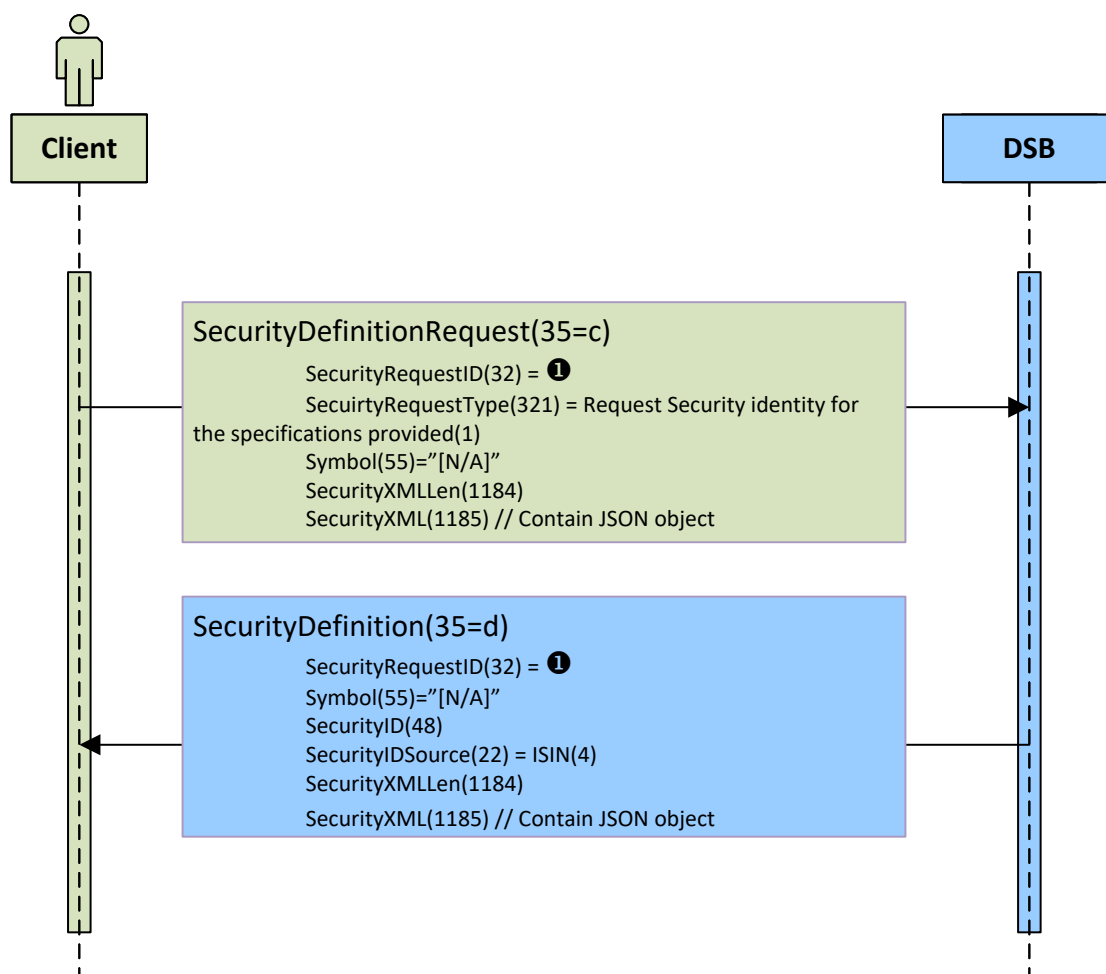 Client
DSB
SecurityDefinitionRequest(35=c)
SecurityRequestID(32) = ❶
SecuirtyRequestType(321) = Request Security identity for
the specifications provided(1)
Symbol(55)=”[N/A]”
SecurityXMLLen(1184)
SecurityXML(1185) // Contain JSON object
SecurityDefinition(35=d)
SecurityRequestID(32) = ❶
Symbol(55)=”[N/A]”
SecurityID(48)
SecurityIDSource(22) = ISIN(4)
SecurityXMLLen(1184)
SecurityXML(1185) // Contain JSON object